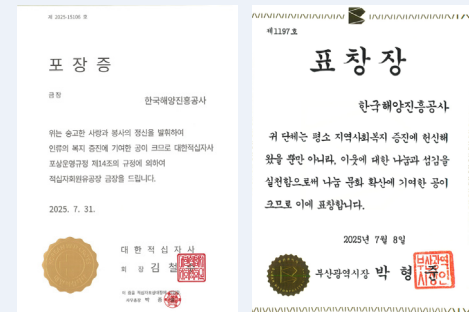 제 2025-15106 호
포 장 증
금장
한국해양진흥공사
위는 숭고한 사랑과 봉사의 정신을 발휘하여
인류의 복지 증진에 기여한 공이 크므로 대한적십자사
포상운영규정 제14조의 규정에 의하여
적십자회원유공장 금장을 드립니다.
2025. 7. 31.
대 한 적 십 자 사
회 장 김 철
제1197호
표 창 장
한국해양진흥공사
귀 단체는 평소 지역사회복지 증진에 헌신해
왔을 뿐만 아니라, 이웃에 대한 나눔과 섬김을
실천함으로써 나눔 문화 확산에 기여한 공이
크므로 이에 표창합니다.
2025년 7월 8일
부산광역시장 박 형 준